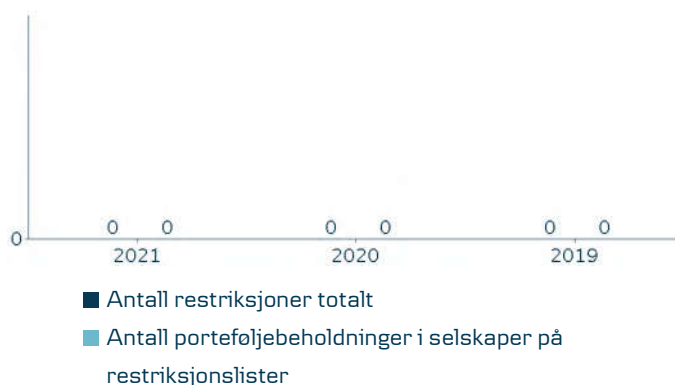 0 0 0 0 0 0
0
2021 2020 2019
Antall restriksjoner totalt
Antall porteføljebeholdninger i selskaper på
restriksjonslister